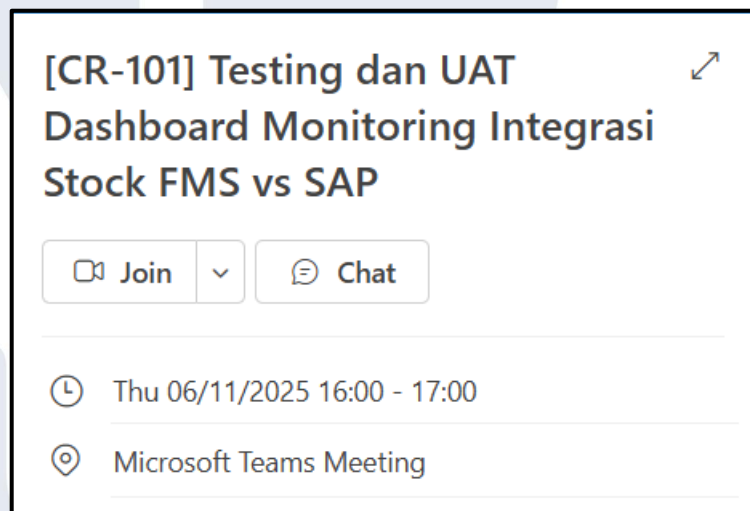 [CR-101] Testing dan UAT
Dashboard Monitoring Integrasi
Stock FMS vs SAP
Join
Chat
Thu 06/11/2025 16:00 - 17:00
Microsoft Teams Meeting